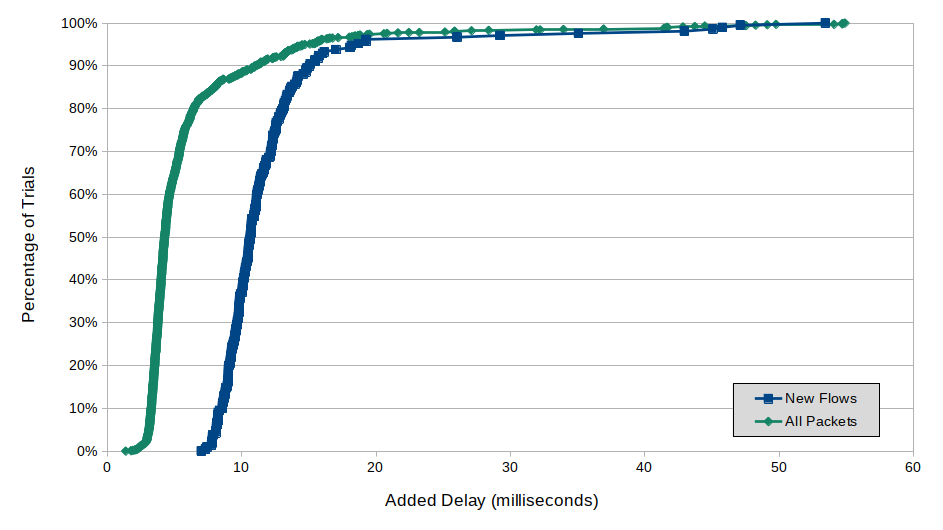 100%
90%
80%
70%
60%
50%
40%
30%
20%
10%
0%
Percentage of Trials
0 10 20 30 40 50 60
Added Delay (milliseconds)
New Flows
All Packets